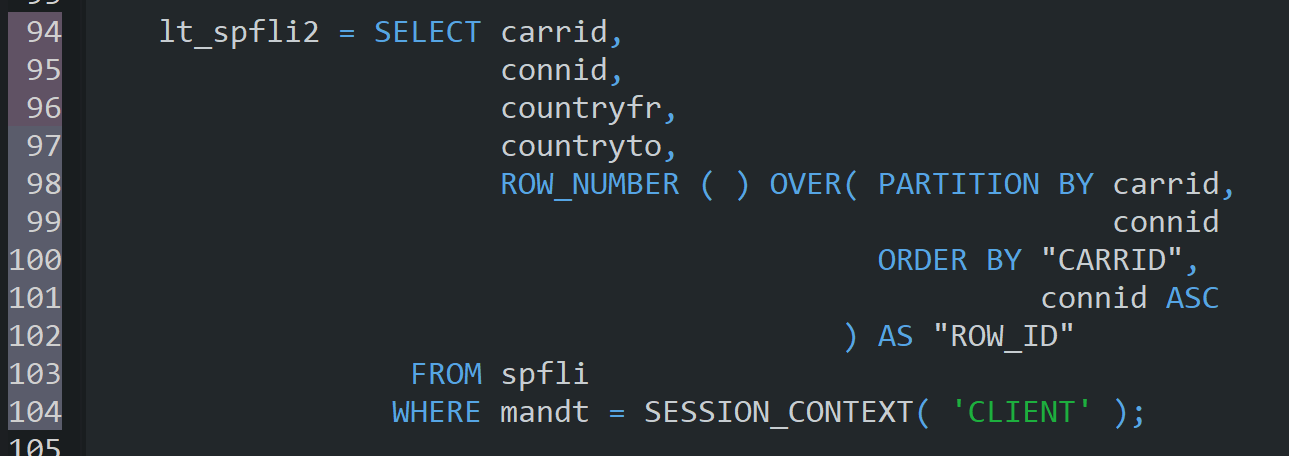 94 lt_spfli2 = SELECT carrid,
95 connid,
96 countryfr,
97 countryto,
98 ROW_NUMBER ( ) OVER( PARTITION BY carrid,
99 connid
100 ORDER BY "CARRID",
101 connid ASC
102 ) AS "ROW_ID"
103 FROM spfli
104 WHERE mandt = SESSION_CONTEXT( 'CLIENT' );
105